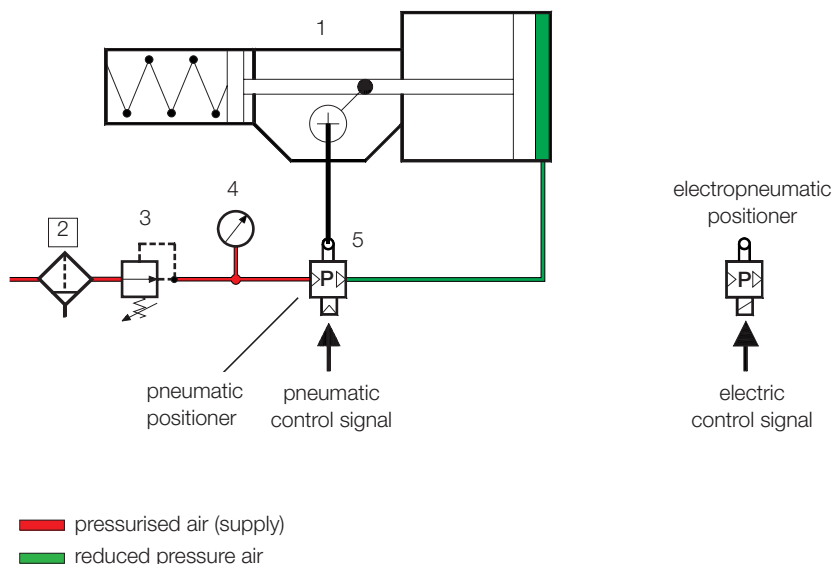 1
2
3
4
5
P
pneumatic
positioner
pneumatic
control signal
electropneumatic
positioner
P
electric
control signal
pressurised air (supply)
reduced pressure air